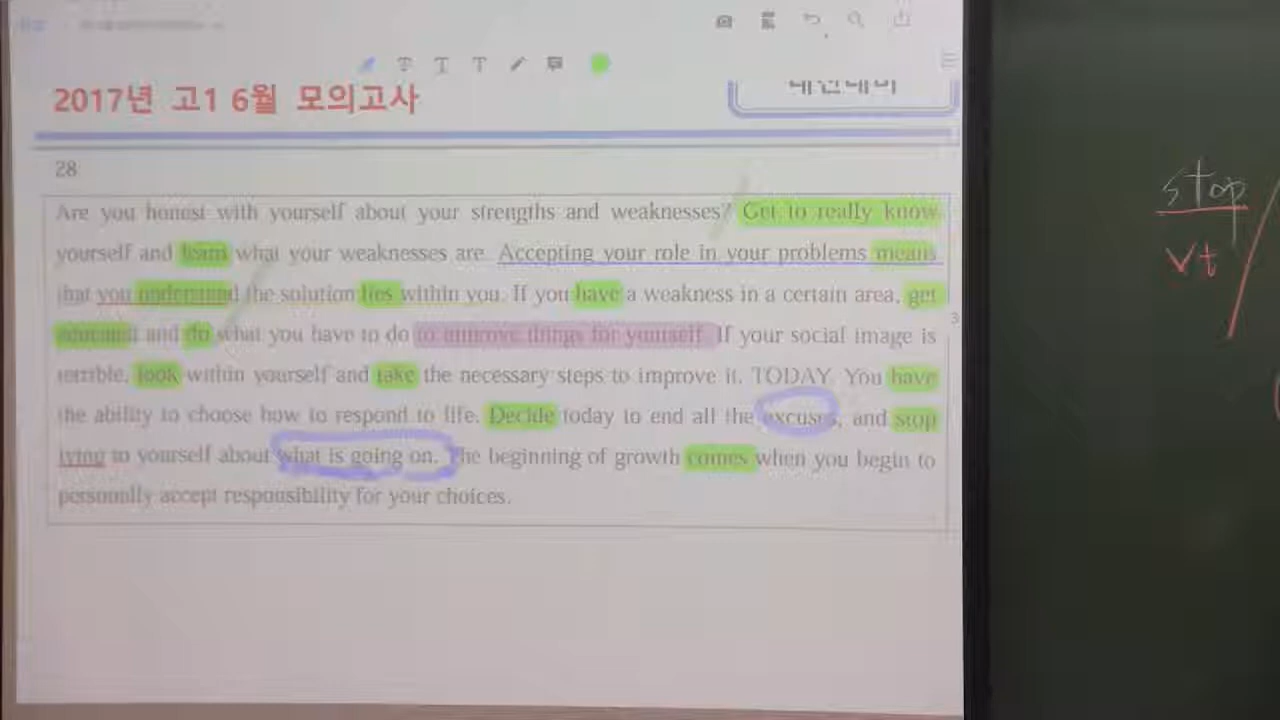 2017년 고1 6월 모의고사
28
Are you honest with yourself about your strengths and weaknesses? Get to really know
yourself and learn what your weaknesses are. Accepting your role in your problems means
that you understand the solution lies within you. If you have a weakness in a certain area, get
educated and do what you have to do to improve things for yourself. If your social image is
terrible, look within yourself and take the necessary steps to improve it, TODAY. You have
the ability to choose how to respond to life. Decide today to end all the excuses, and stop
lying to yourself about what is going on. The beginning of growth comes when you begin to
personally accept responsibility for your choices.
3
stop
Vt